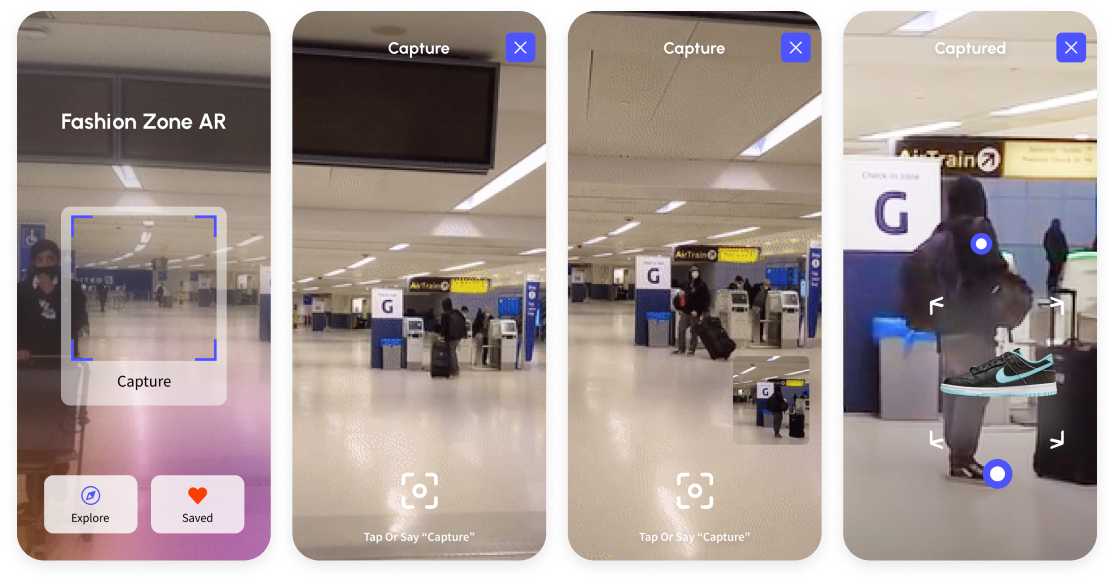 Fashion Zone AR
UNITED
Capture
Explore
Saved
Capture
G
AirTrain
Tap Or Say “Capture”
Capture
G
AirTrain
G
Tap Or Say “Capture”
Captured
AirTrain
Check-in zone
G